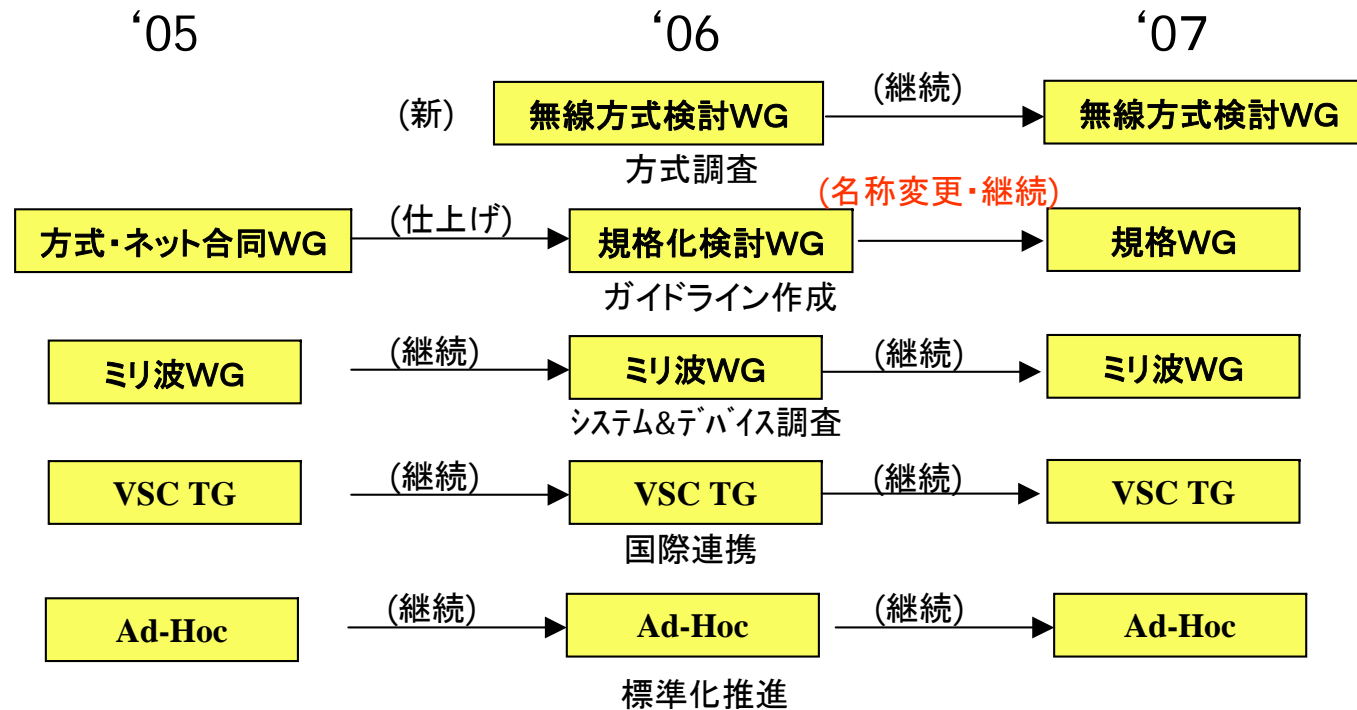 ‘05 ‘06 ‘07
(新) 無線方式検討WG (継続) 無線方式検討WG
方式調査
(名称変更・継続)
方式・ネット合同WG (仕上げ) 規格化検討WG 規格WG
ガイドライン作成
ミリ波WG (継続) ミリ波WG (継続) ミリ波WG
システム&デバイス調査
VSC TG (継続) VSC TG (継続) VSC TG
国際連携
Ad-Hoc (継続) Ad-Hoc (継続) Ad-Hoc
標準化推進